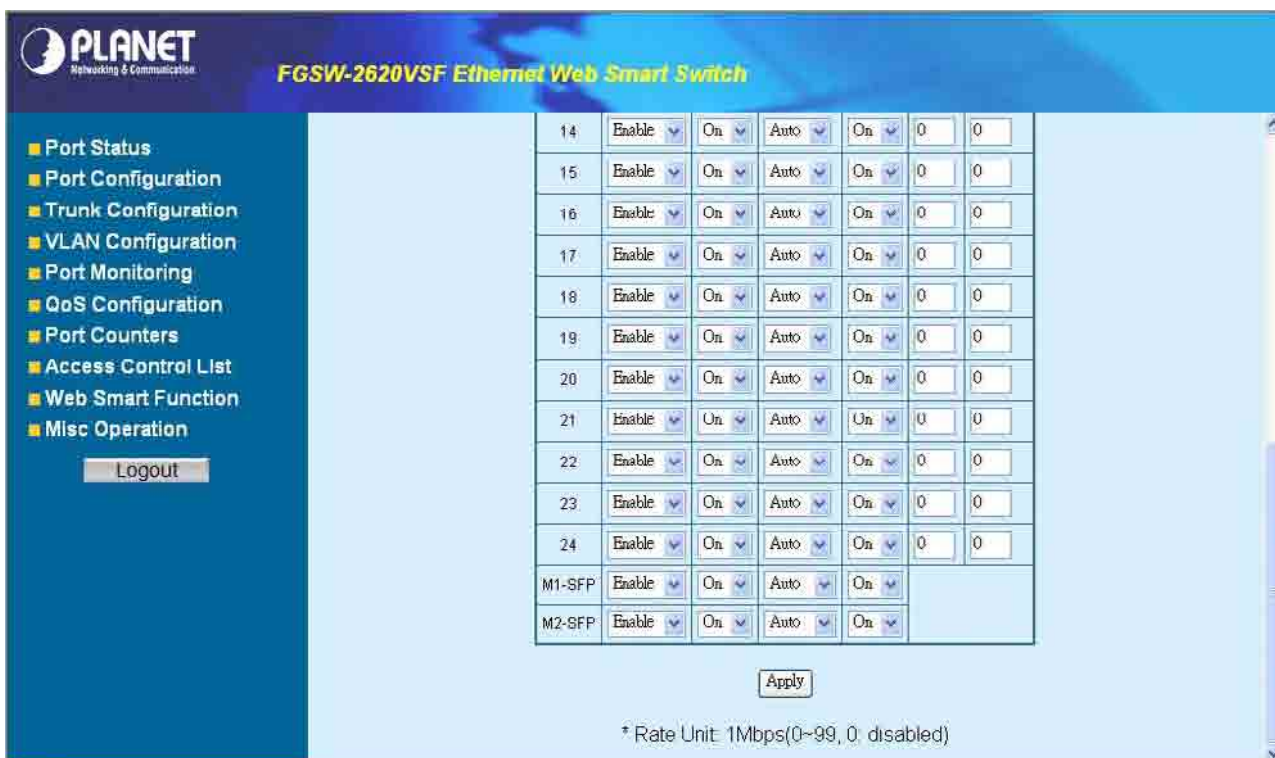 PLANET
Networking & Communication
FGSW-2620VSF Ethernet Web Smart Switch
Port Status
Port Configuration
Trunk Configuration
VLAN Configuration
Port Monitoring
QoS Configuration
Port Counters
Access Control List
Web Smart Function
Misc Operation
Logout
14 Enable On Auto On 0 0
15 Enable On Auto On 0 0
16 Enable On Auto On 0 0
17 Enable On Auto On 0 0
18 Enable On Auto On 0 0
19 Enable On Auto On 0 0
20 Enable On Auto On 0 0
21 Enable On Auto On 0 0
22 Enable On Auto On 0 0
23 Enable On Auto On 0 0
24 Enable On Auto On 0 0
M1-SFP Enable On Auto On
M2-SFP Enable On Auto On
Apply
* Rate Unit: 1Mbps(0~99, 0: disabled)